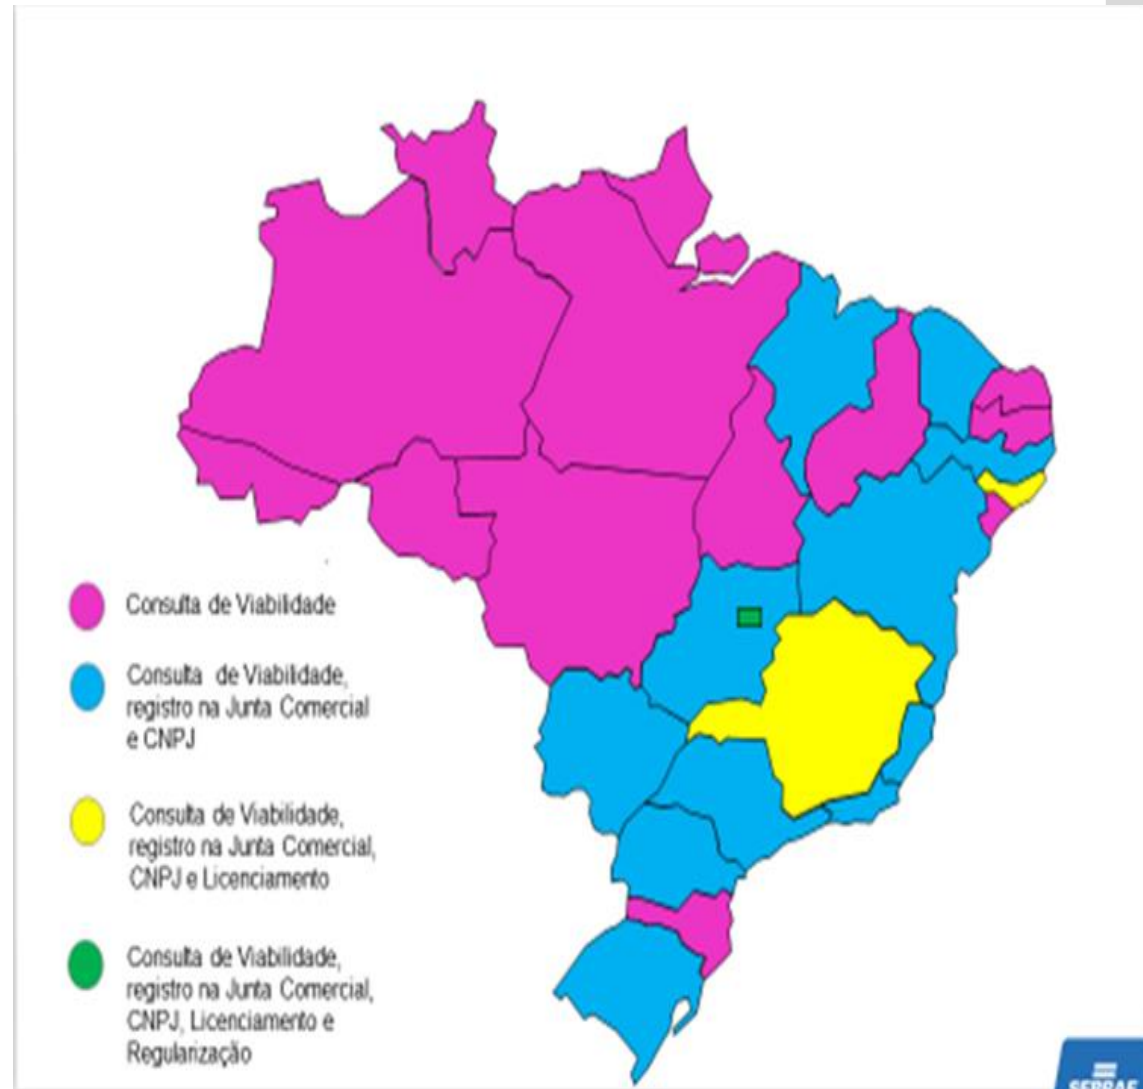 Consulta de Viabilidade
Consulta de Viabilidade,
registro na Junta Comercial
e CNPJ
Consulta de Viabilidade,
registro na Junta Comercial,
CNPJ e Licenciamento
Consulta de Viabilidade,
registro na Junta Comercial,
CNPJ, Licenciamento e
Regularização
SEBRAE